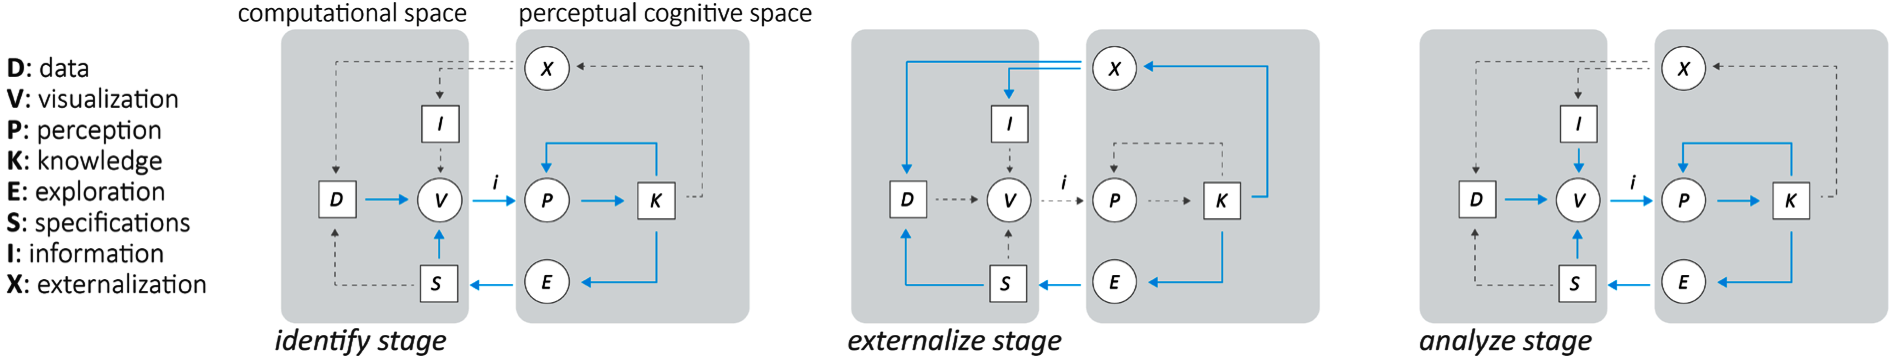 computational space
perceptual cognitive space
D: data
V: visualization
P: perception
K: knowledge
E: exploration
S: specifications
I: information
X: externalization
X
I
D
V
i
P
K
S
E
identify stage
X
I
D
V
i
P
K
S
E
externalize stage
X
I
D
V
i
P
K
S
E
analyze stage